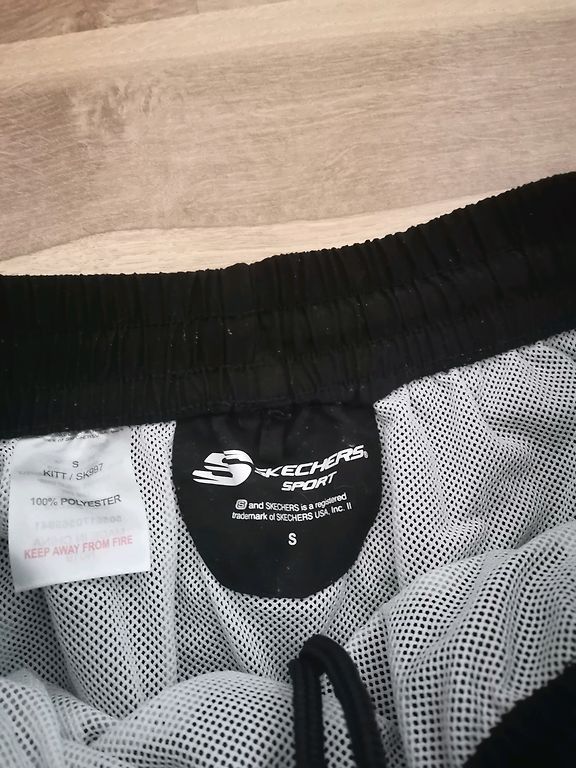 S
KITT / SK997
100% POLYESTER
KEEP AWAY FROM FIRE
SKECHERS
SPORT
S and SKECHERS is a registered
trademark of SKECHERS USA, Inc. II
S